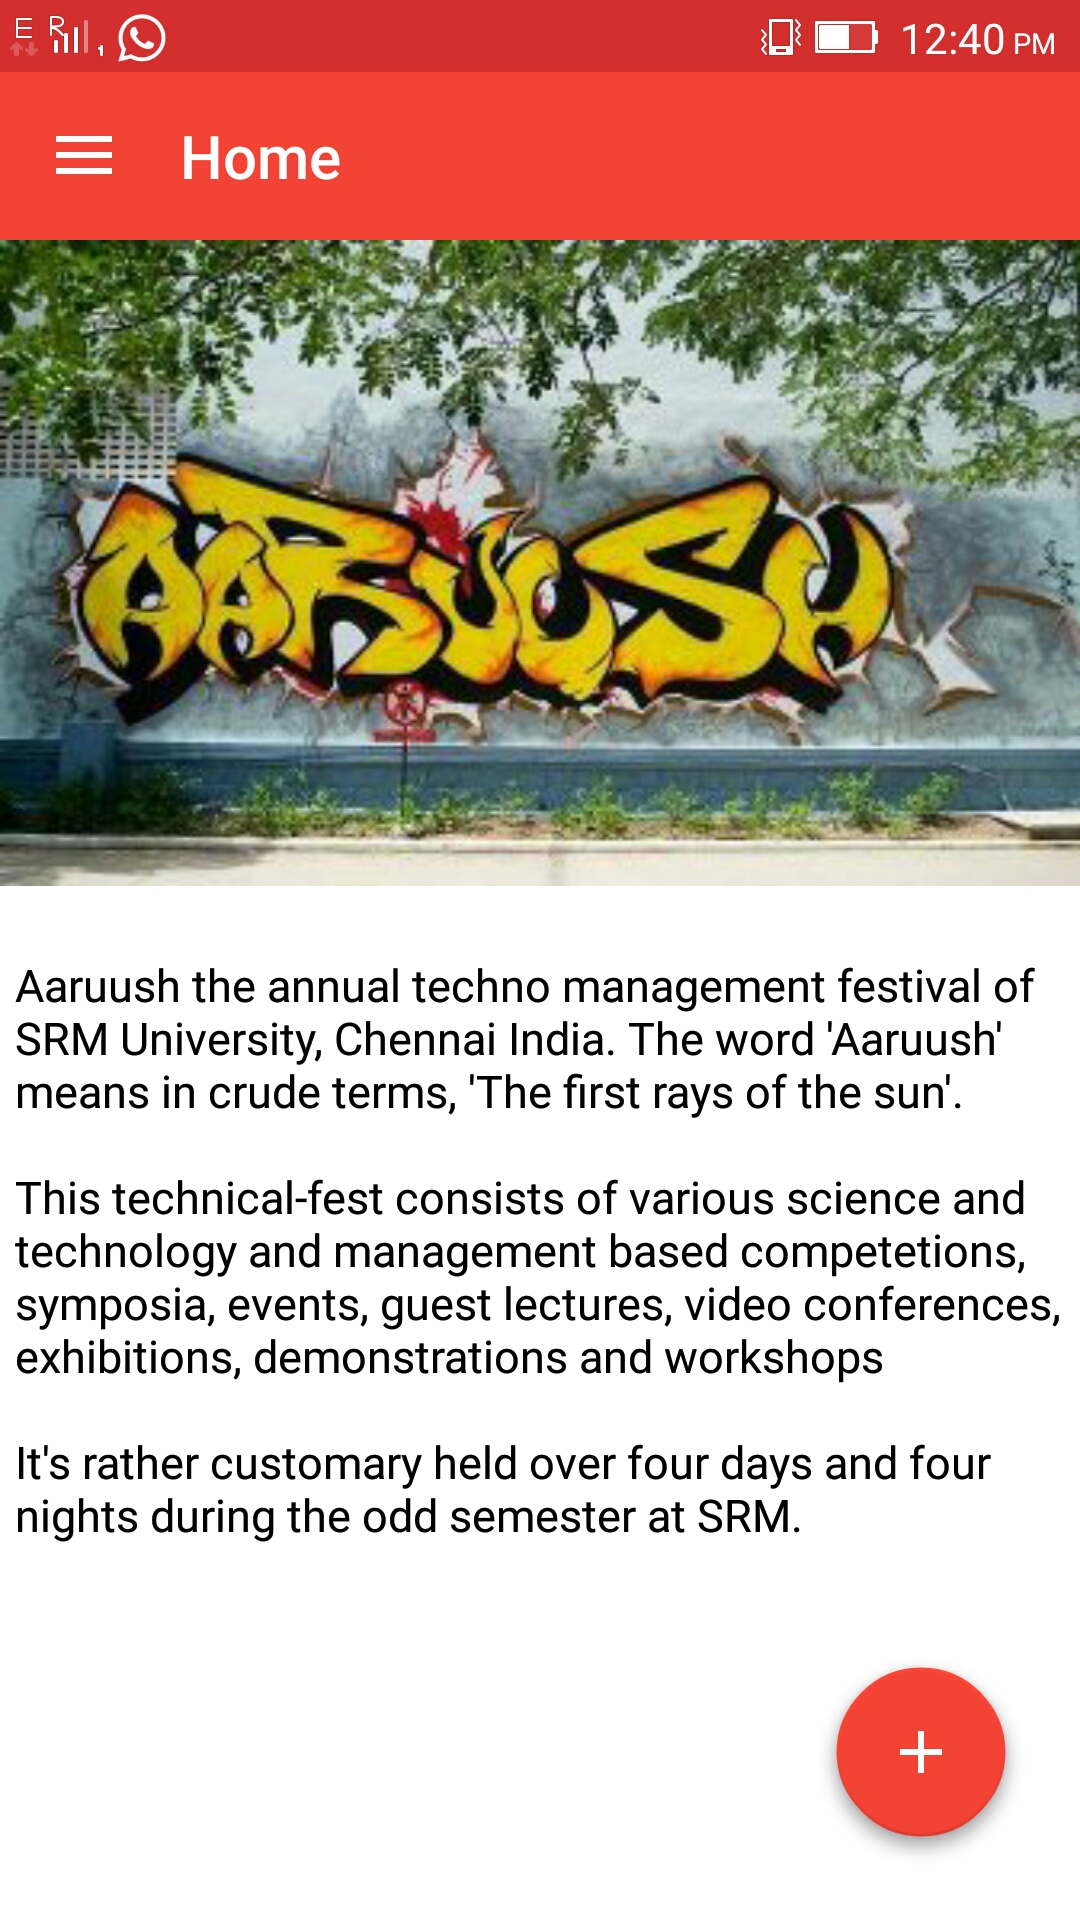 E R 1 12:40 PM
Home
AARUUSH
Aaruush the annual techno management festival of
SRM University, Chennai India. The word 'Aaruush'
means in crude terms, 'The first rays of the sun'.
This technical-fest consists of various science and
technology and management based competetions,
symposia, events, guest lectures, video conferences,
exhibitions, demonstrations and workshops
It's rather customary held over four days and four
nights during the odd semester at SRM.